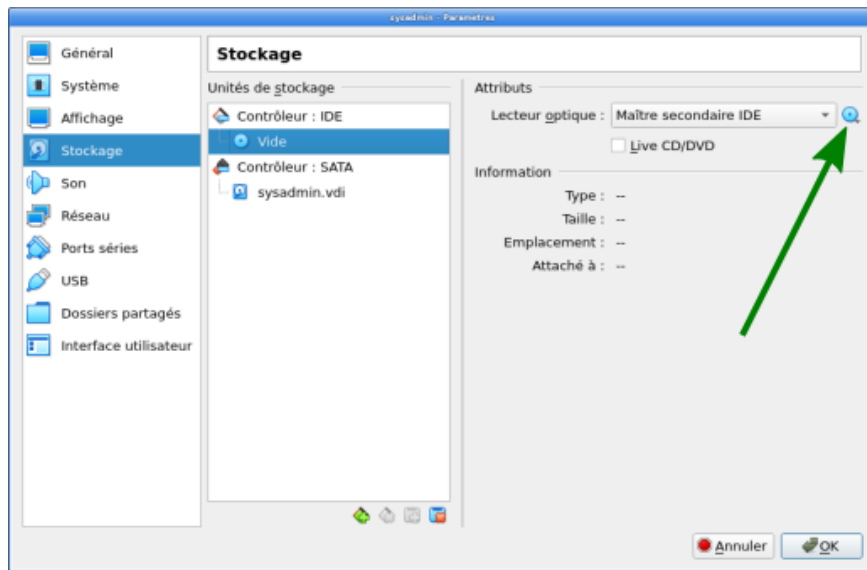 sysadmin - Paramètres
Général
Système
Affichage
Stockage
Son
Réseau
Ports séries
USB
Dossiers partagés
Interface utilisateur
Stockage
Unités de stockage
Contrôleur : IDE
Vide
Contrôleur : SATA
sysadmin.vdi
Attributs
Lecteur optique : Maître secondaire IDE
Live CD/DVD
Information
Type : --
Taille : --
Emplacement : --
Attaché à : --
Annuler
OK